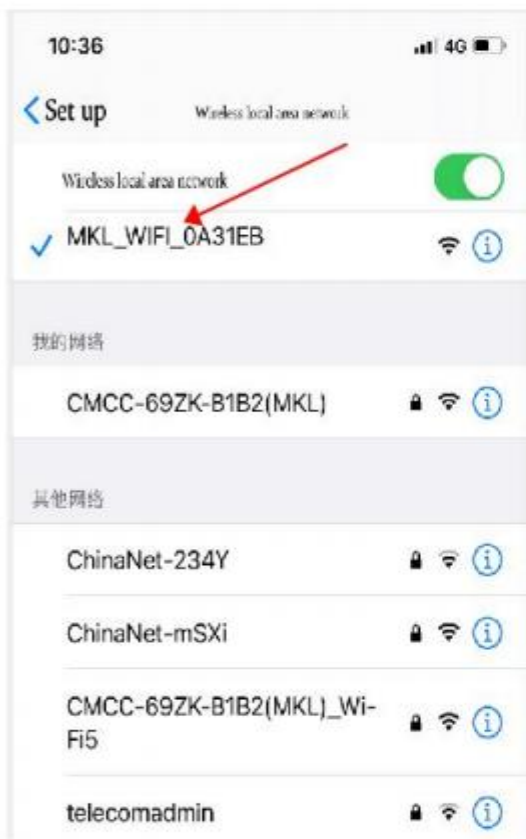 10:36
4G
Set up
Wireless local area network
Wireless local area network
MKL_WIFI_0A31EB
我的网络
CMCC-69ZK-B1B2(MKL)
其他网络
ChinaNet-234Y
ChinaNet-mSXi
CMCC-69ZK-B1B2(MKL)_Wi-
Fi5
telecomadmin